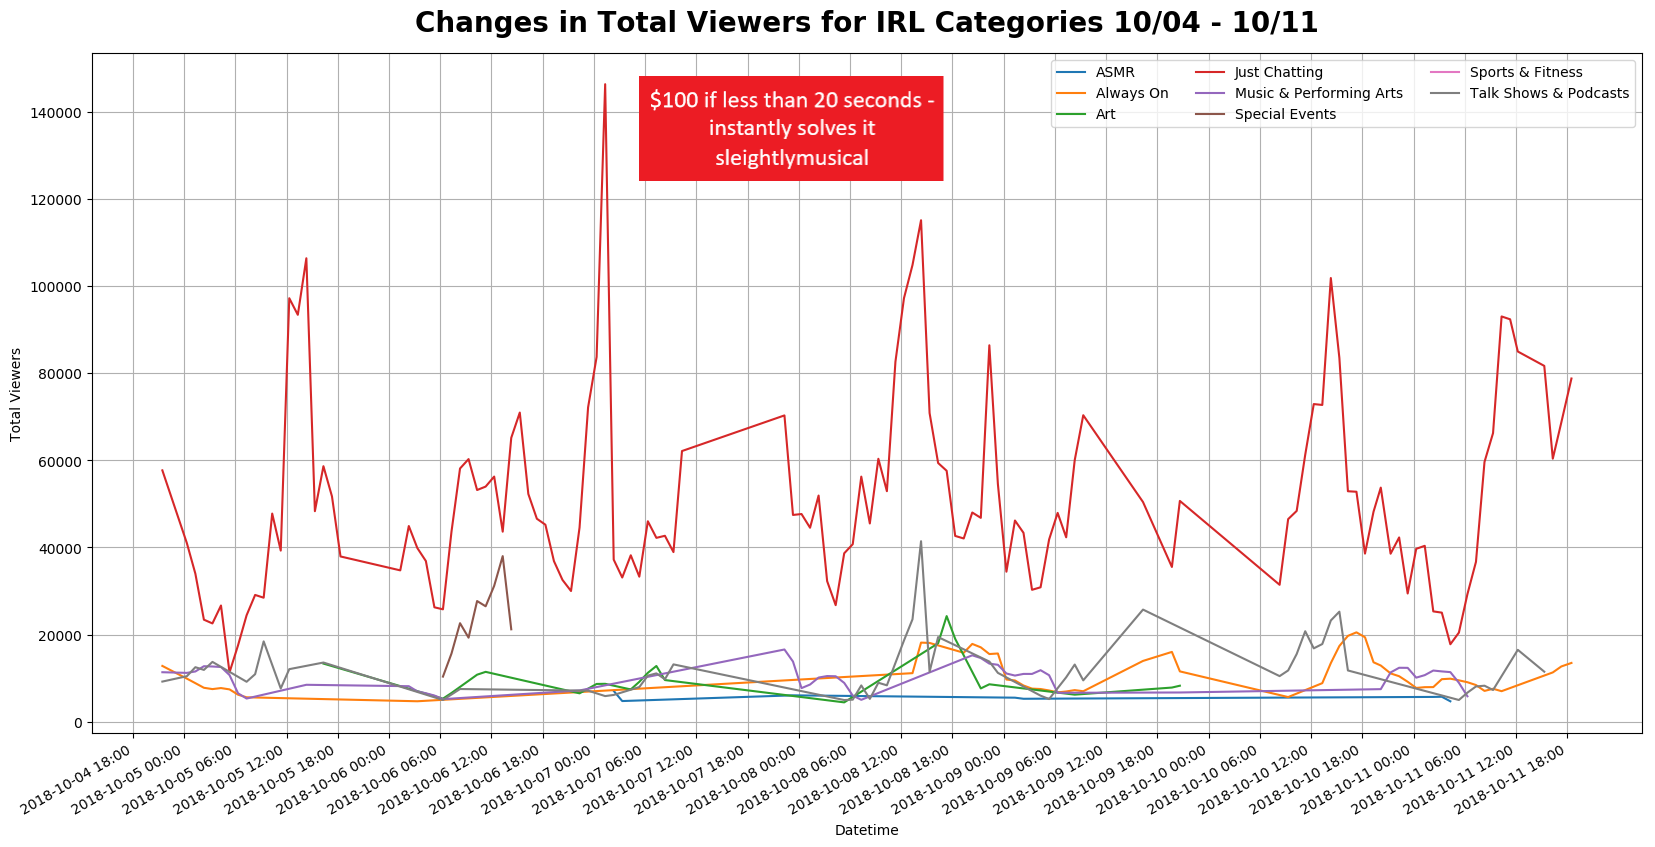 Changes in Total Viewers for IRL Categories 10/04 - 10/11
$100 if less than 20 seconds -
instantly solves it
sleightlymusical
ASMR
Always On
Art
Just Chatting
Music & Performing Arts
Special Events
Sports & Fitness
Talk Shows & Podcasts
Total Viewers
140000
120000
100000
80000
60000
40000
20000
0
2018-10-04 18:00
2018-10-05 00:00
2018-10-05 06:00
2018-10-05 12:00
2018-10-05 18:00
2018-10-06 00:00
2018-10-06 06:00
2018-10-06 12:00
2018-10-06 18:00
2018-10-07 00:00
2018-10-07 06:00
2018-10-07 12:00
2018-10-07 18:00
2018-10-08 00:00
2018-10-08 06:00
2018-10-08 12:00
2018-10-08 18:00
2018-10-09 00:00
2018-10-09 06:00
2018-10-09 12:00
2018-10-09 18:00
2018-10-10 00:00
2018-10-10 06:00
2018-10-10 12:00
2018-10-10 18:00
2018-10-11 00:00
2018-10-11 06:00
2018-10-11 12:00
2018-10-11 18:00
Datetime